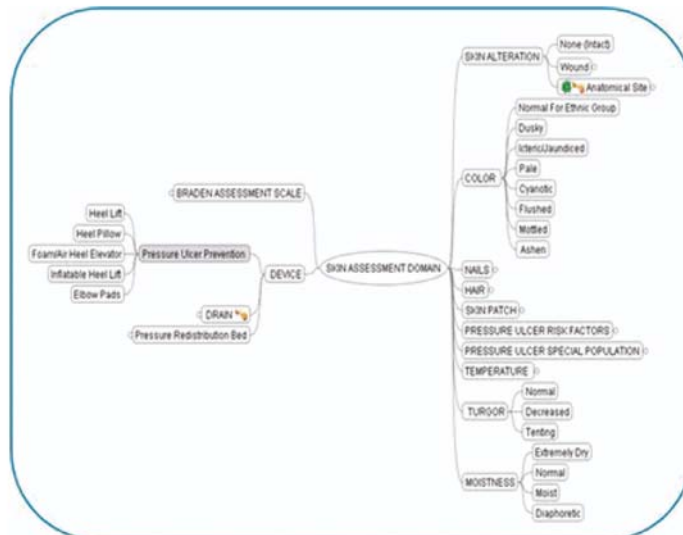 SKIN ASSESSMENT DOMAIN
BRADEN ASSESSMENT SCALE
DEVICE
Pressure Ulcer Prevention
Heel Lift
Heel Pillow
Foam/Air Heel Elevator
Inflatable Heel Lift
Elbow Pads
DRAIN
Pressure Redistribution Bed
SKIN ALTERATION
None (Intact)
Wound
Anatomical Site
COLOR
Normal For Ethnic Group
Dusky
Icteric/Jaundiced
Pale
Cyanotic
Flushed
Mottled
Ashen
NAILS
HAIR
SKIN PATCH
PRESSURE ULCER RISK FACTORS
PRESSURE ULCER SPECIAL POPULATION
TEMPERATURE
TURGOR
Normal
Decreased
Tenting
MOISTNESS
Extremely Dry
Normal
Moist
Diaphoretic